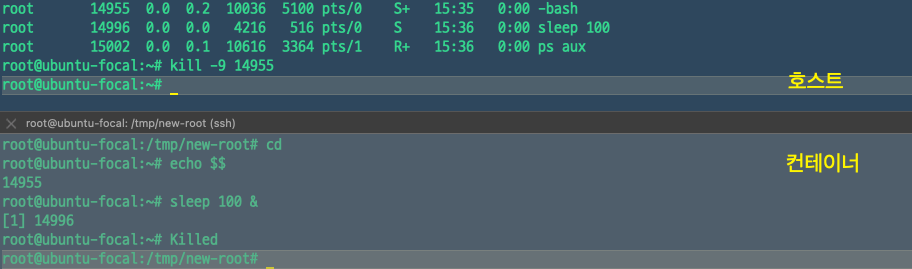 root       14955  0.0  0.2  10036  5100 pts/0    S+   15:35   0:00 -bash
root       14996  0.0  0.0   4216   516 pts/0    S    15:36   0:00 sleep 100
root       15002  0.0  0.1  10616  3364 pts/1    R+   15:36   0:00 ps aux
root@ubuntu-focal:~# kill -9 14955
root@ubuntu-focal:~# _
호스트
root@ubuntu-focal: /tmp/new-root (ssh)
root@ubuntu-focal:/tmp/new-root# cd
root@ubuntu-focal:~# echo $$
컨테이너
14955
root@ubuntu-focal:~# sleep 100 &
[1] 14996
root@ubuntu-focal:~# Killed
root@ubuntu-focal:/tmp/new-root# _